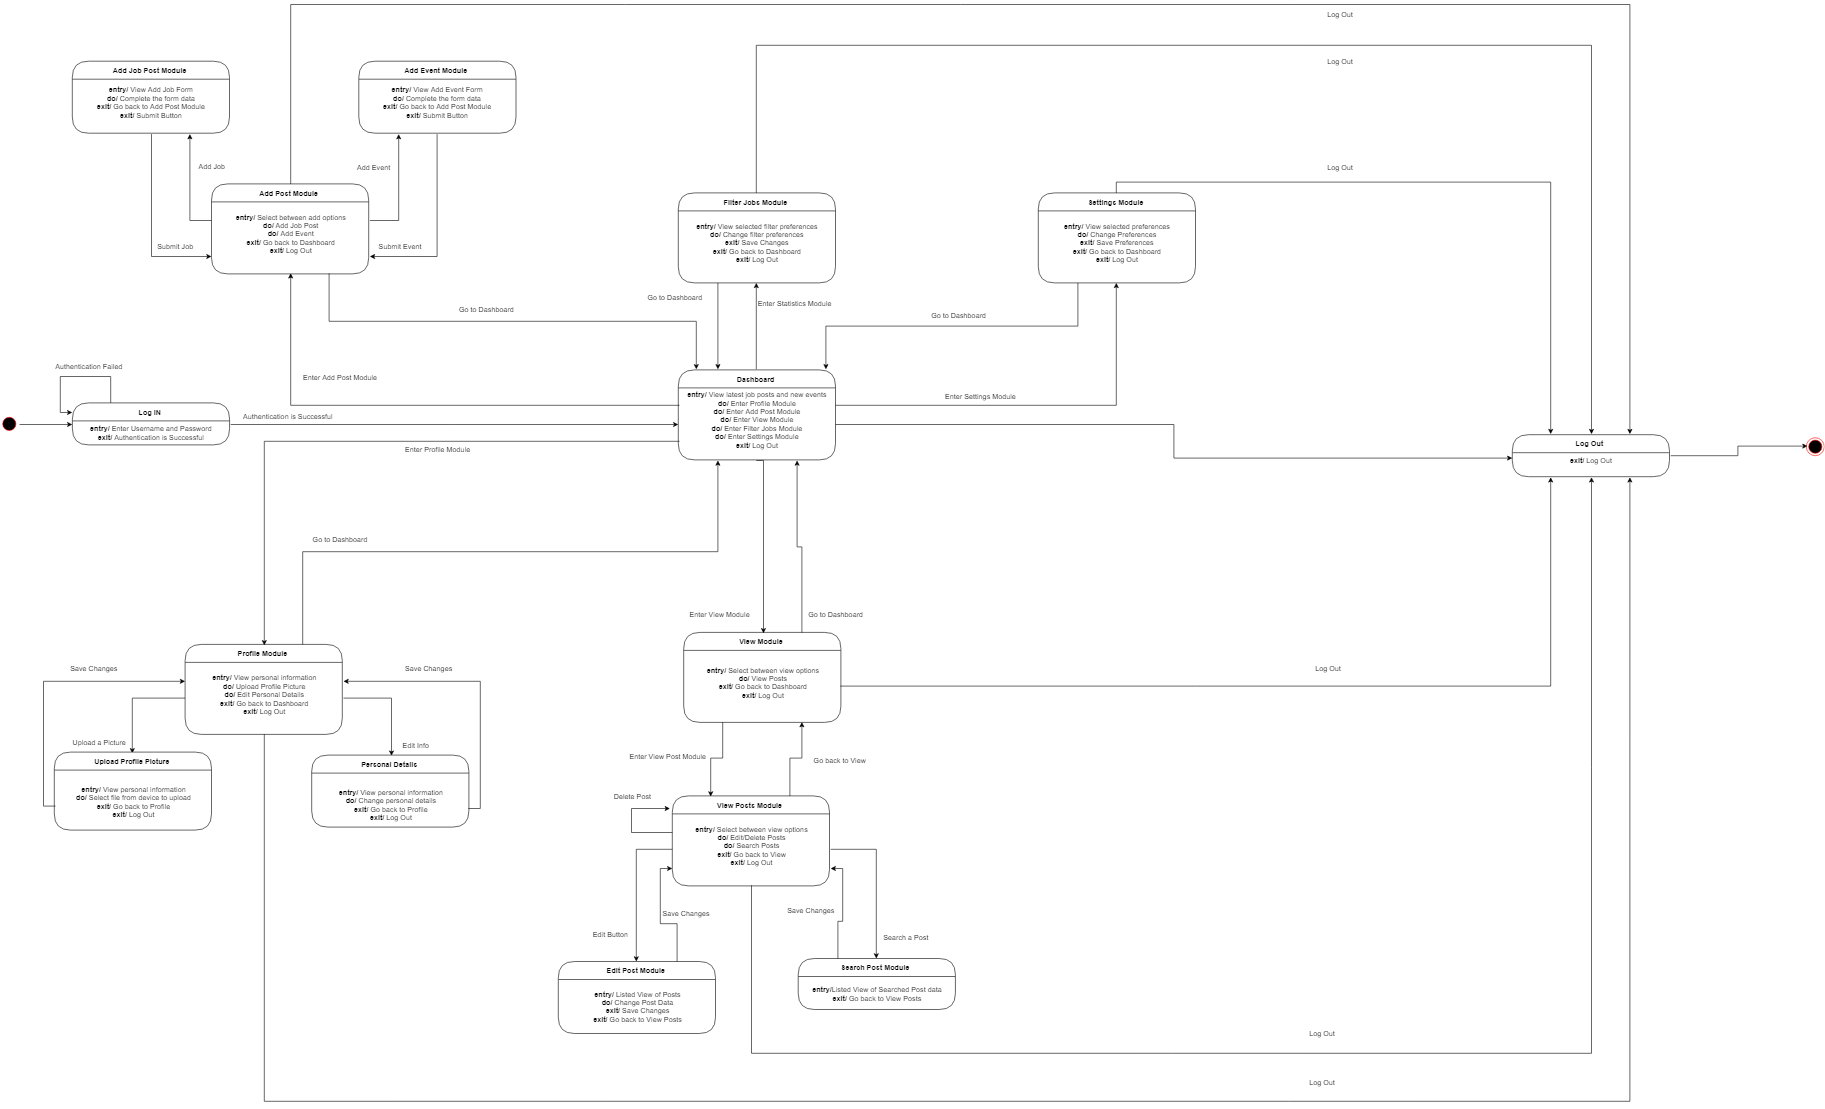 Log Out
Log Out
Add Job Post Module
entry/ View Add Job Form
do/ Complete the form data
exit/ Go back to Add Post Module
exit/ Submit Button
Add Event Module
entry/ View Add Event Form
do/ Complete the form data
exit/ Go back to Add Post Module
exit/ Submit Button
Add Job
Add Event
Log Out
Add Post Module
entry/ Select between add options
do/ Add Job Post
do/ Add Event
exit/ Go back to Dashboard
exit/ Log Out
Submit Job
Submit Event
Filter Jobs Module
entry/ View selected filter preferences
do/ Change filter preferences
exit/ Save Changes
exit/ Go back to Dashboard
exit/ Log Out
Settings Module
entry/ View selected preferences
do/ Change Preferences
exit/ Save Preferences
exit/ Go back to Dashboard
exit/ Log Out
Go to Dashboard
Go to Dashboard
Enter Statistics Module
Go to Dashboard
Authentication Failed
Enter Add Post Module
Dashboard
entry/ View latest job posts and new events
do/ Enter Profile Module
do/ Enter Add Post Module
do/ Enter View Module
do/ Enter Filter Jobs Module
do/ Enter Settings Module
exit/ Log Out
Enter Settings Module
Log IN
entry/ Enter Username and Password
exit/ Authentication is Successful
Authentication is Successful
Enter Profile Module
Log Out
exit/ Log Out
Go to Dashboard
Enter View Module
Go to Dashboard
Profile Module
entry/ View personal information
do/ Upload Profile Picture
do/ Edit Personal Details
exit/ Go back to Dashboard
exit/ Log Out
Save Changes
Save Changes
View Module
entry/ Select between view options
do/ View Posts
exit/ Go back to Dashboard
exit/ Log Out
Log Out
Upload a Picture
Edit Info
Enter View Post Module
Go back to View
Upload Profile Picture
entry/ View personal information
do/ Select file from device to upload
exit/ Go back to Profile
exit/ Log Out
Personal Details
entry/ View personal information
do/ Change personal details
exit/ Go back to Profile
exit/ Log Out
Delete Post
View Posts Module
entry/ Select between view options
do/ Edit/Delete Posts
do/ Search Posts
exit/ Go back to View
exit/ Log Out
Save Changes
Save Changes
Edit Button
Search a Post
Edit Post Module
entry/ Listed View of Posts
do/ Change Post Data
exit/ Save Changes
exit/ Go back to View Posts
Search Post Module
entry/Listed View of Searched Post data
exit/ Go back to View Posts
Log Out
Log Out